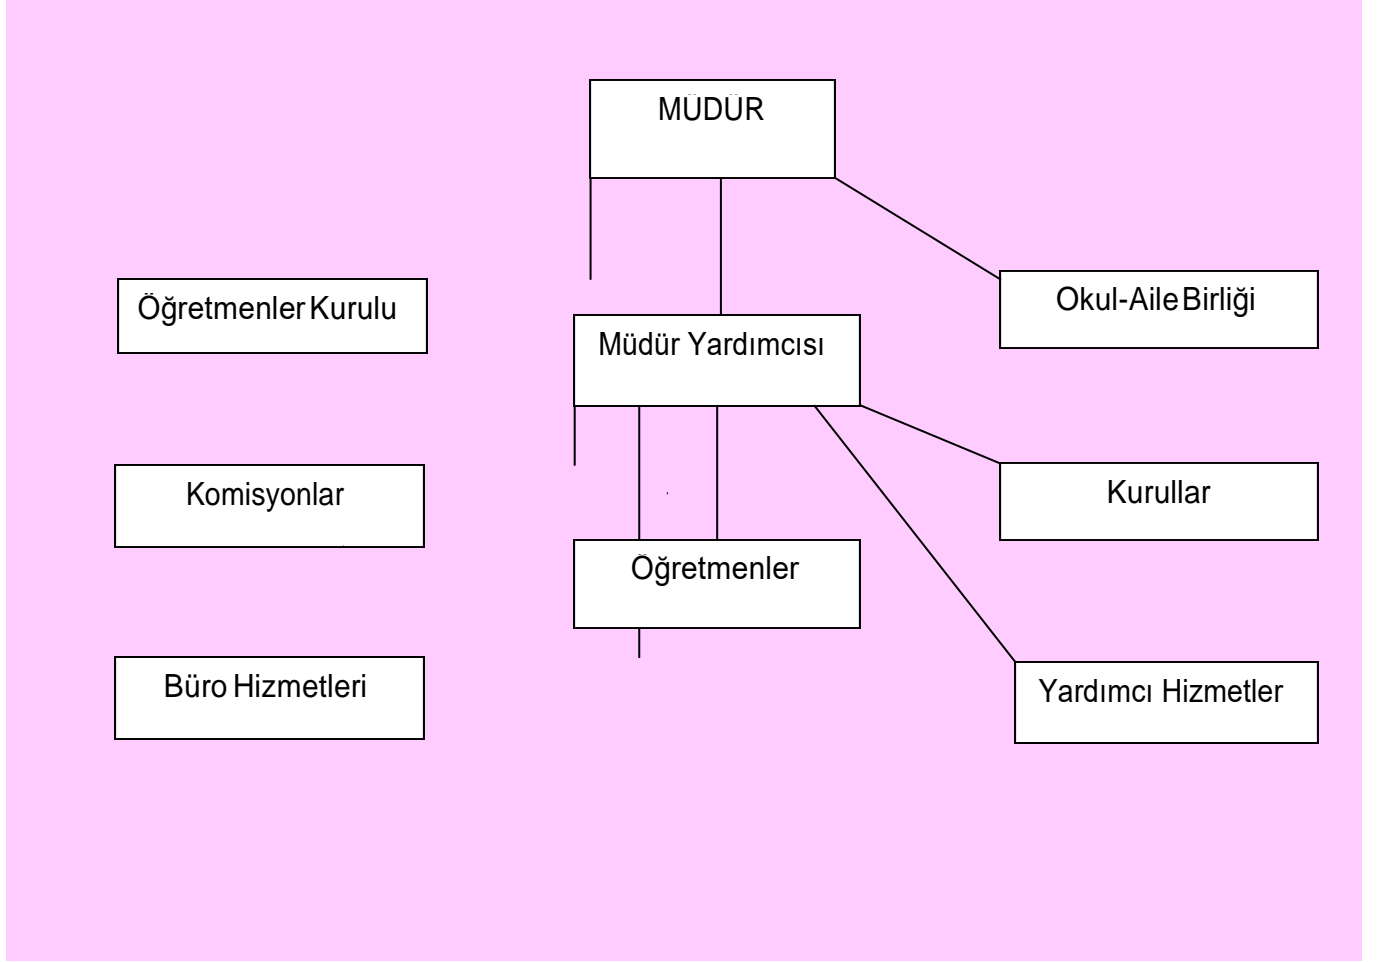 MÜDÜR
Öğretmenler Kurulu
Okul-Aile Birliği
Müdür Yardımcısı
Komisyonlar
Kurullar
Öğretmenler
Büro Hizmetleri
Yardımcı Hizmetler